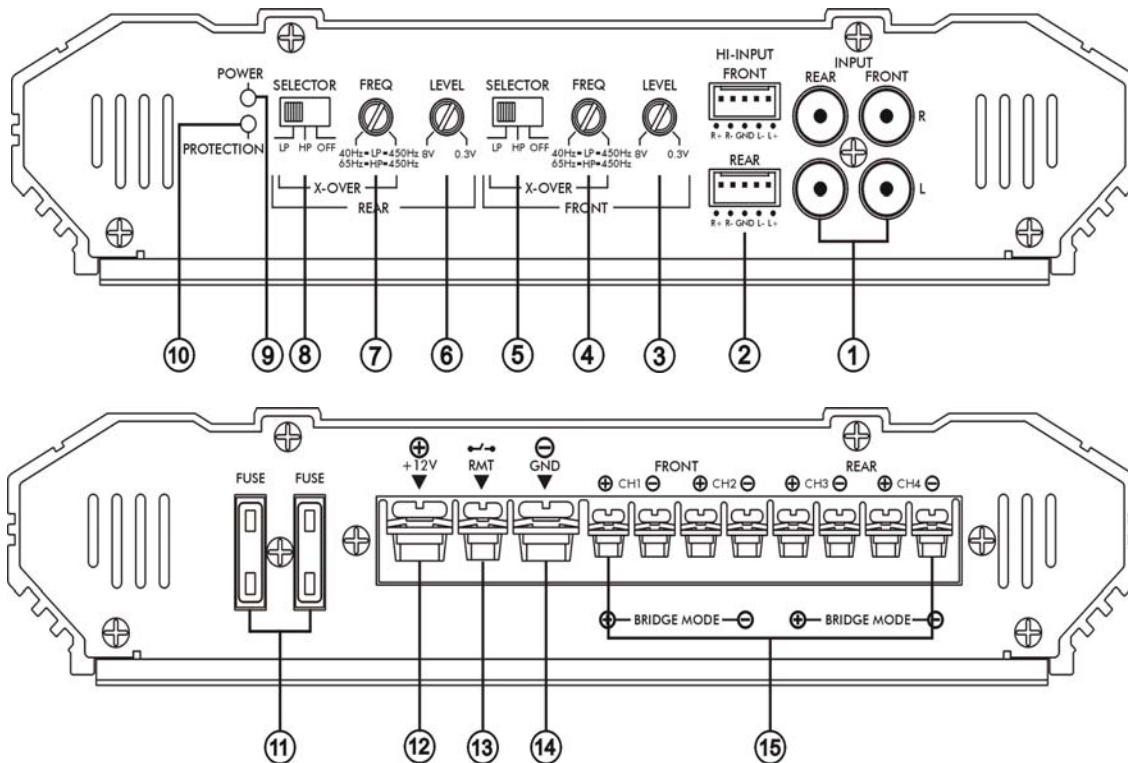 HI-INPUT
INPUT
FRONT
REAR
FRONT
POWER
SELECTOR
FREQ
LEVEL
SELECTOR
FREQ
LEVEL
R
R+ R- GND L- L+
PROTECTION
LP HP OFF
40Hz LP 450Hz
65Hz HP 450Hz
8V
0.3V
LP HP OFF
40Hz LP 450Hz
65Hz HP 450Hz
8V
0.3V
REAR
X-OVER
X-OVER
L
REAR
FRONT
R+ R- GND L- L+
10
9
8
7
6
5
4
3
2
1
+12V
RMT
GND
FRONT
REAR
FUSE
FUSE
⊕ CH1 ⊖
⊕ CH2 ⊖
⊕ CH3 ⊖
⊕ CH4 ⊖
⊕ BRIDGE MODE ⊖
⊕ BRIDGE MODE ⊖
11
12
13
14
15